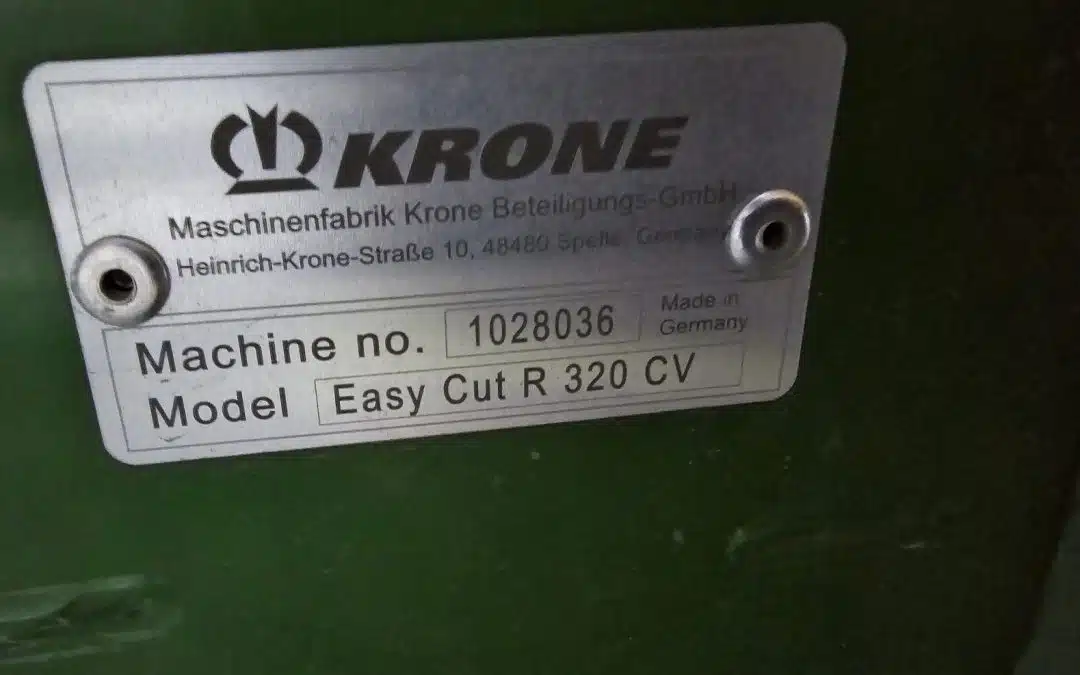 KRONE
Maschinenfabrik Krone Beteiligungs-GmbH
Heinrich-Krone-Straße 10, 48480 Spelle, Germany
Machine no. 1028036
Made in
Germany
Model Easy Cut R 320 CV